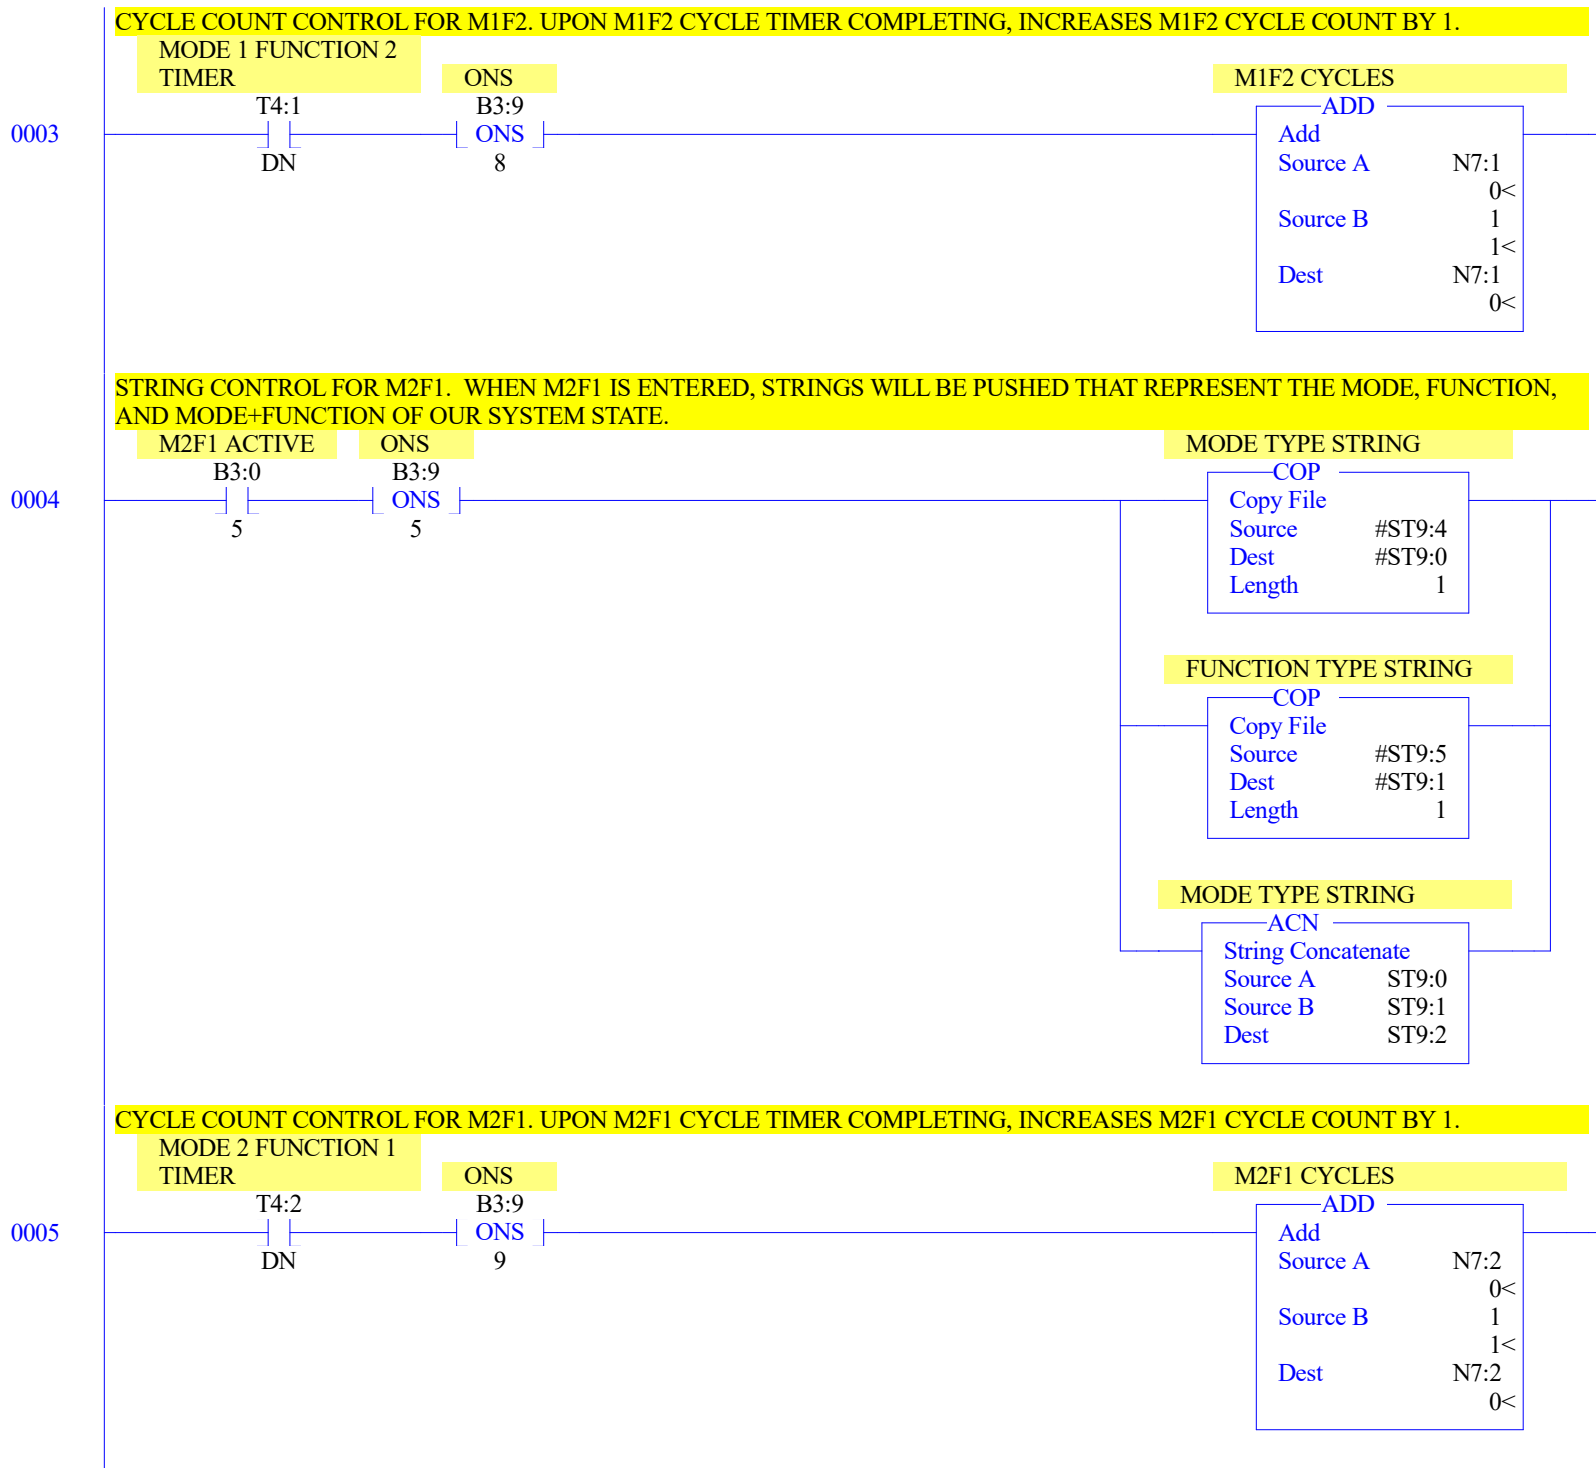 CYCLE COUNT CONTROL FOR M1F2. UPON M1F2 CYCLE TIMER COMPLETING, INCREASES M1F2 CYCLE COUNT BY 1.
MODE 1 FUNCTION 2
TIMER
ONS
M1F2 CYCLES
T4:1
B3:9
ADD
0003
ONS
Add
DN
8
Source A N7:1
0<
Source B 1
1<
Dest N7:1
0<
STRING CONTROL FOR M2F1. WHEN M2F1 IS ENTERED, STRINGS WILL BE PUSHED THAT REPRESENT THE MODE, FUNCTION,
AND MODE+FUNCTION OF OUR SYSTEM STATE.
M2F1 ACTIVE
ONS
MODE TYPE STRING
B3:0
B3:9
COP
0004
ONS
Copy File
5
5
Source #ST9:4
Dest #ST9:0
Length 1
FUNCTION TYPE STRING
COP
Copy File
Source #ST9:5
Dest #ST9:1
Length 1
MODE TYPE STRING
ACN
String Concatenate
Source A ST9:0
Source B ST9:1
Dest ST9:2
CYCLE COUNT CONTROL FOR M2F1. UPON M2F1 CYCLE TIMER COMPLETING, INCREASES M2F1 CYCLE COUNT BY 1.
MODE 2 FUNCTION 1
TIMER
ONS
M2F1 CYCLES
T4:2
B3:9
ADD
0005
ONS
Add
DN
9
Source A N7:2
0<
Source B 1
1<
Dest N7:2
0<